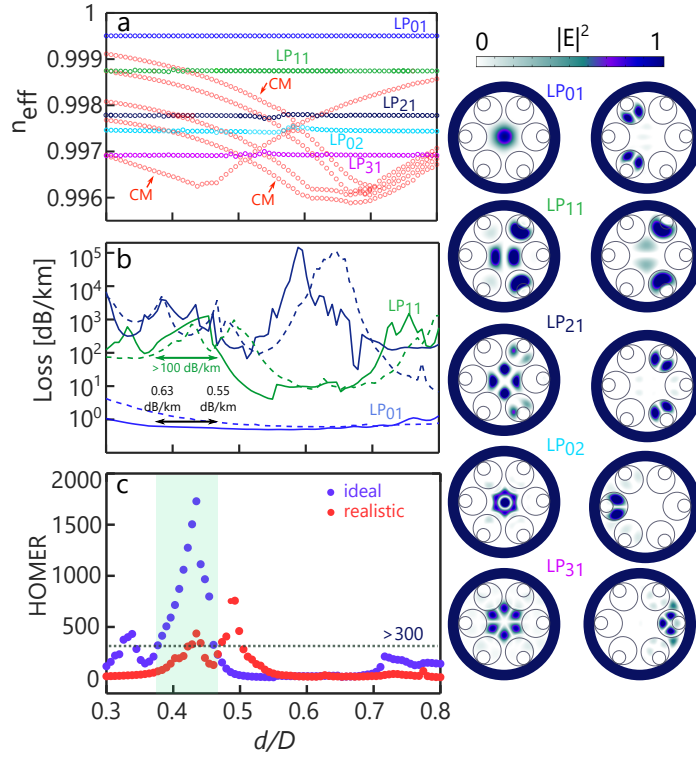 a
1
0.999
0.998
0.997
0.996
n_eff
LP01
LP11
CM
LP21
LP02
LP31
CM
CM
b
10^5
10^4
10^3
10^2
10^1
10^0
Loss [dB/km]
LP11
>100 dB/km
0.63
dB/km
0.55
dB/km
LP01
c
2000
1500
1000
500
0
HOMER
ideal
realistic
>300
0.3 0.4 0.5 0.6 0.7 0.8
d/D
0 |E|² 1
LP01
LP11
LP21
LP02
LP31